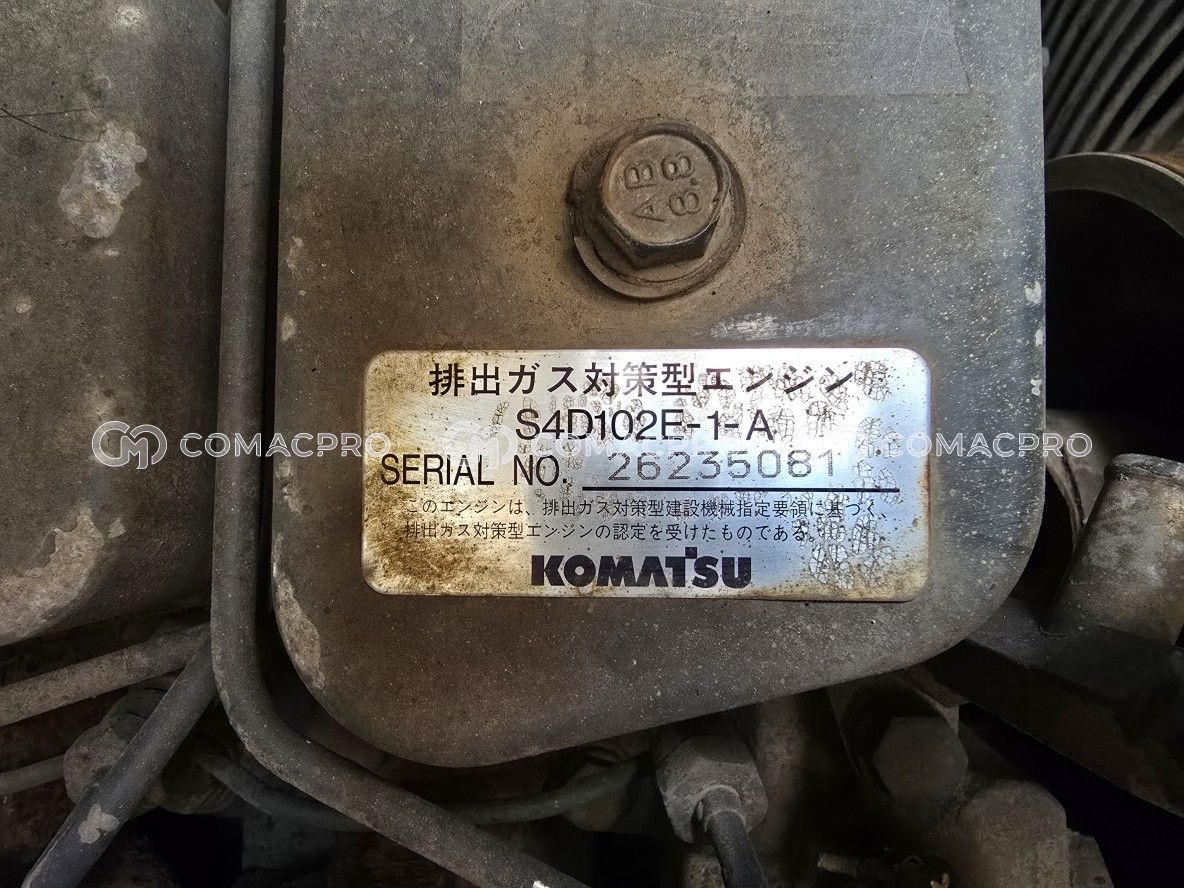 AB
8.8
排出ガス対策型エンジン
S4D102E-1-A
COMACPRO COMACPRO
SERIAL NO. 26235081
このエンジンは、排出ガス対策型建設機械指定要領に基づく、
排出ガス対策型エンジンの認定を受けたものである。
KOMATSU